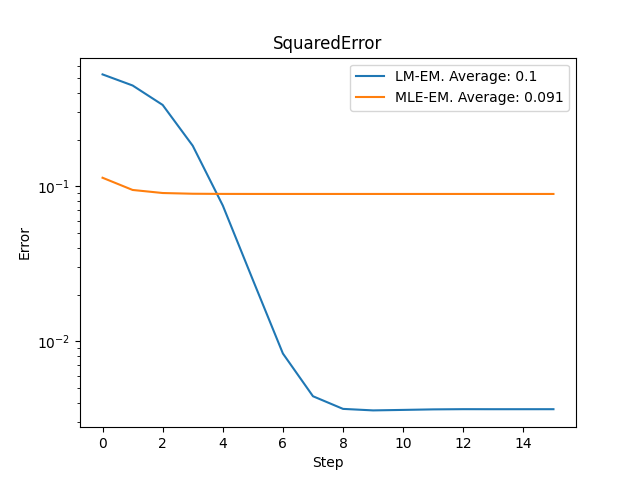 SquaredError
LM-EM. Average: 0.1
MLE-EM. Average: 0.091
Error
10⁻¹
10⁻²
0 2 4 6 8 10 12 14
Step